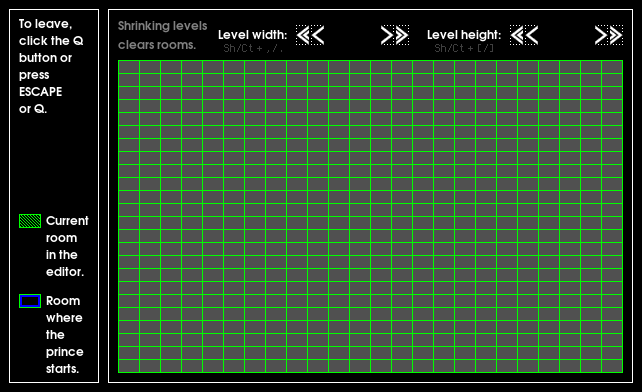 To leave,
click the Q
button or
press
ESCAPE
or Q.
Current
room
in the
editor.
Room
where
the
prince
starts.
Shrinking levels
clears rooms.
Level width:
Sh/Ct + , / .
Level height:
Sh/Ct + [ / ]